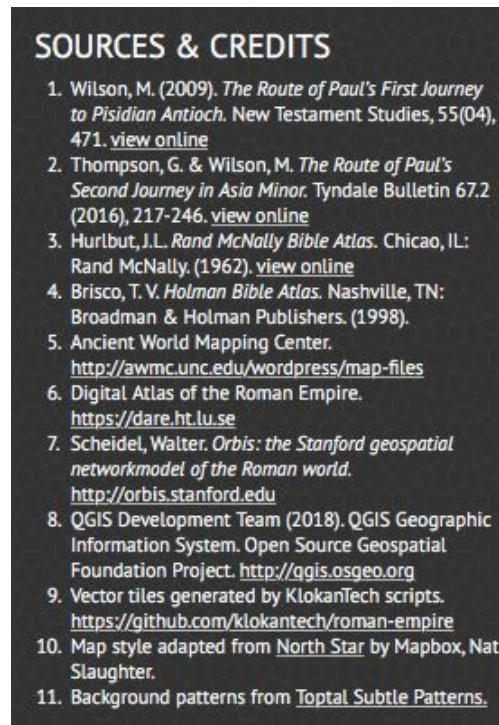 SOURCES & CREDITS
1. Wilson, M. (2009). The Route of Paul's First Journey
to Pisidian Antioch. New Testament Studies, 55(04),
471. view online
2. Thompson, G. & Wilson, M. The Route of Paul's
Second Journey in Asia Minor. Tyndale Bulletin 67.2
(2016), 217-246. view online
3. Hurlbut, J.L. Rand McNally Bible Atlas. Chicao, IL:
Rand McNally. (1962). view online
4. Brisco, T. V. Holman Bible Atlas. Nashville, TN:
Broadman & Holman Publishers. (1998).
5. Ancient World Mapping Center.
http://awmc.unc.edu/wordpress/map-files
6. Digital Atlas of the Roman Empire.
https://dare.ht.lu.se
7. Scheidel, Walter. Orbis: the Stanford geospatial
networkmodel of the Roman world.
http://orbis.stanford.edu
8. QGIS Development Team (2018). QGIS Geographic
Information System. Open Source Geospatial
Foundation Project. http://qgis.osgeo.org
9. Vector tiles generated by KlokanTech scripts.
https://github.com/klokantech/roman-empire
10. Map style adapted from North Star by Mapbox, Nat
Slaughter.
11. Background patterns from Toptal Subtle Patterns.